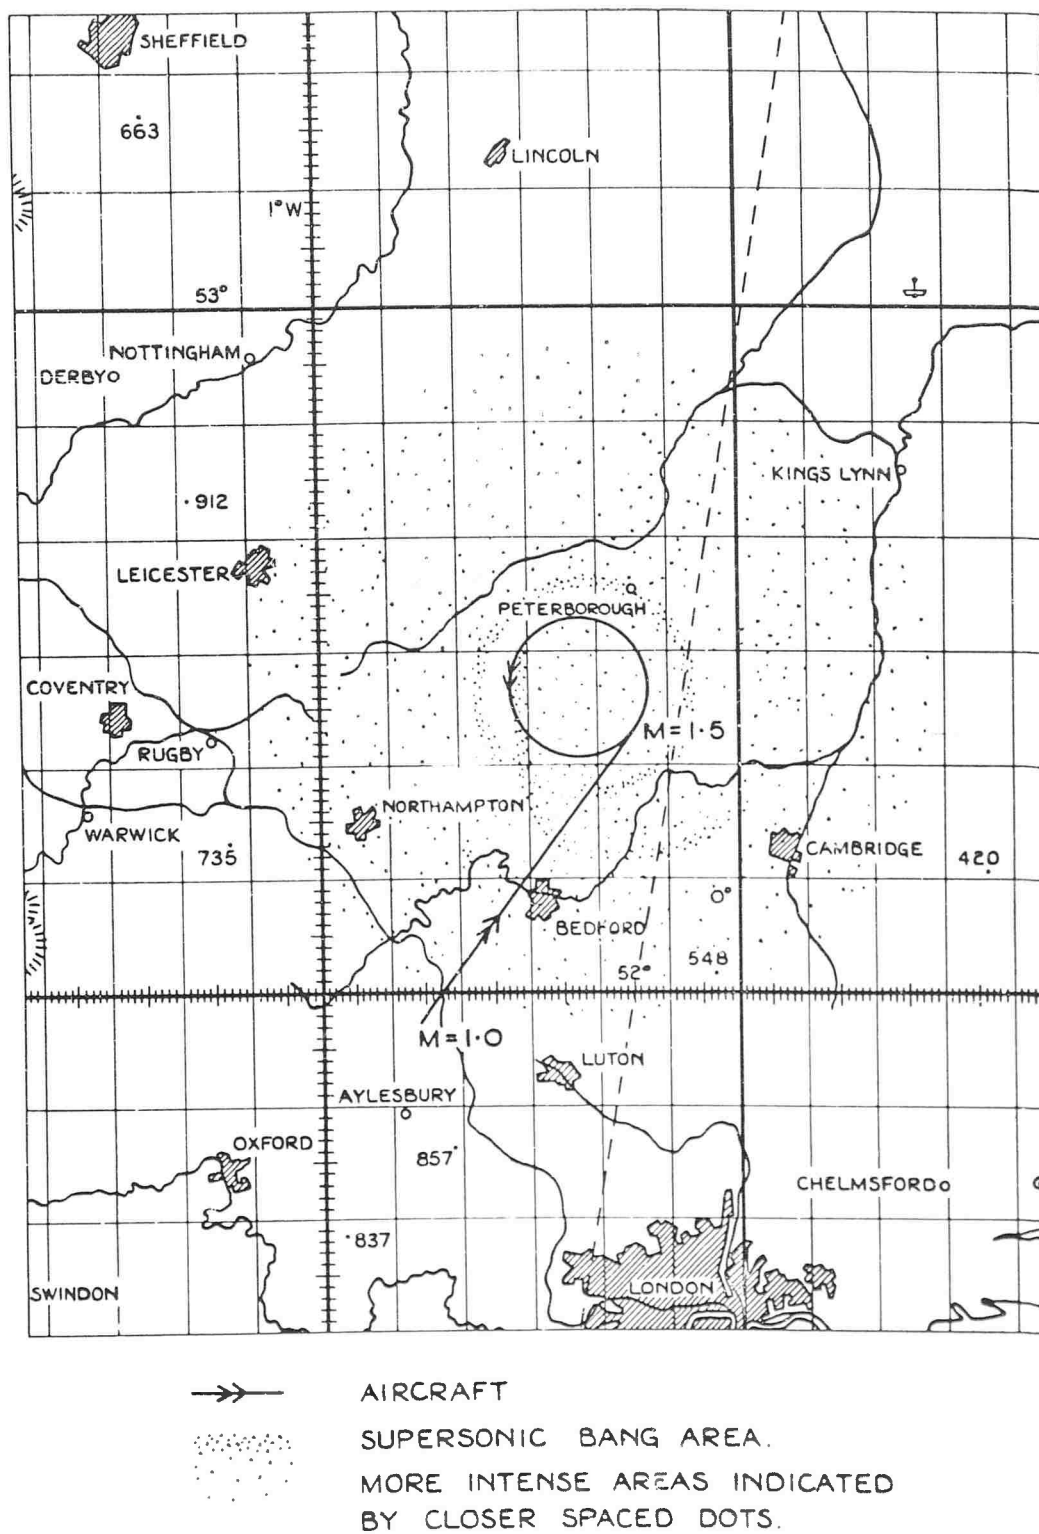 SHEFFIELD
663
LINCOLN
1°W
53°
NOTTINGHAM
DERBY
KINGS LYNN
912
LEICESTER
PETERBOROUGH
COVENTRY
M=1.5
RUGBY
NORTHAMPTON
WARWICK
735
CAMBRIDGE
420
0°
BEDFORD
548
52°
M=1.0
LUTON
AYLESBURY
OXFORD
857
CHELMSFORD
837
SWINDON
LONDON
AIRCRAFT
SUPERSONIC BANG AREA.
MORE INTENSE AREAS INDICATED
BY CLOSER SPACED DOTS.